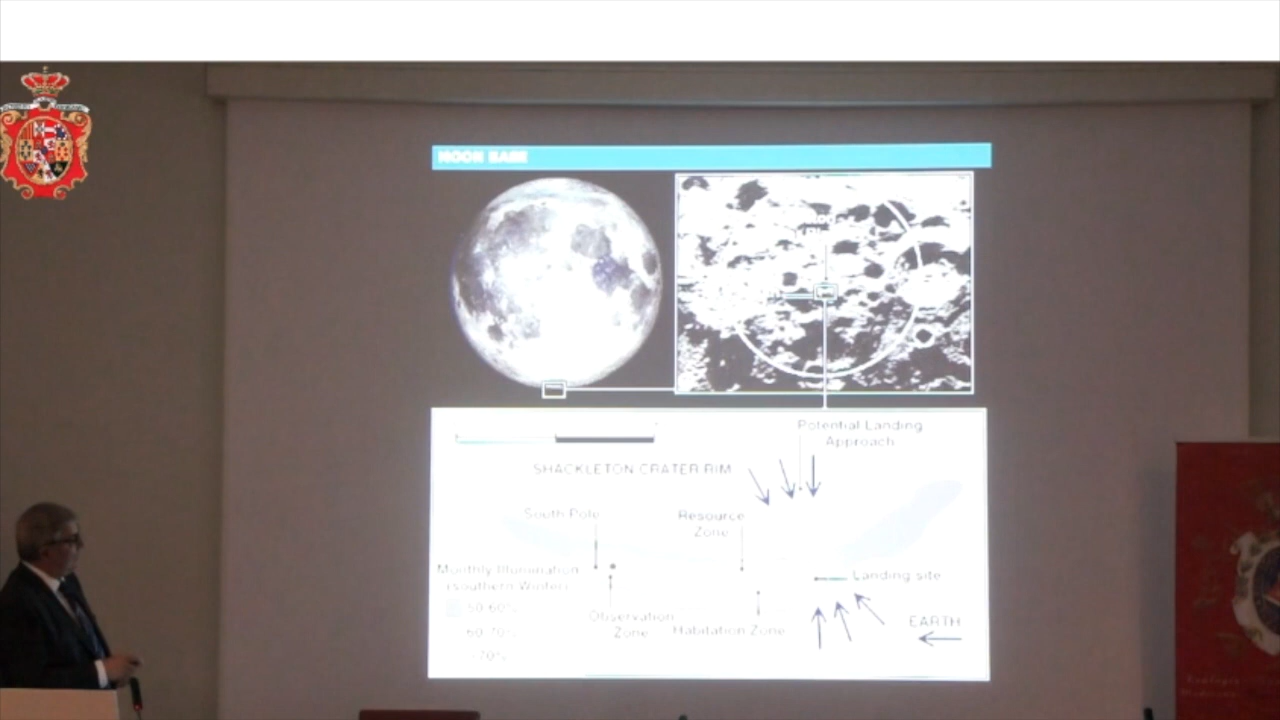 MOON BASE
Potential Landing
Approach
SHACKLETON CRATER RIM
South Pole
Resource
Zone
Monthly Illumination
(southern Winter)
50-60%
60-70%
>70%
Landing site
Observation
Zone
Habitation Zone
EARTH